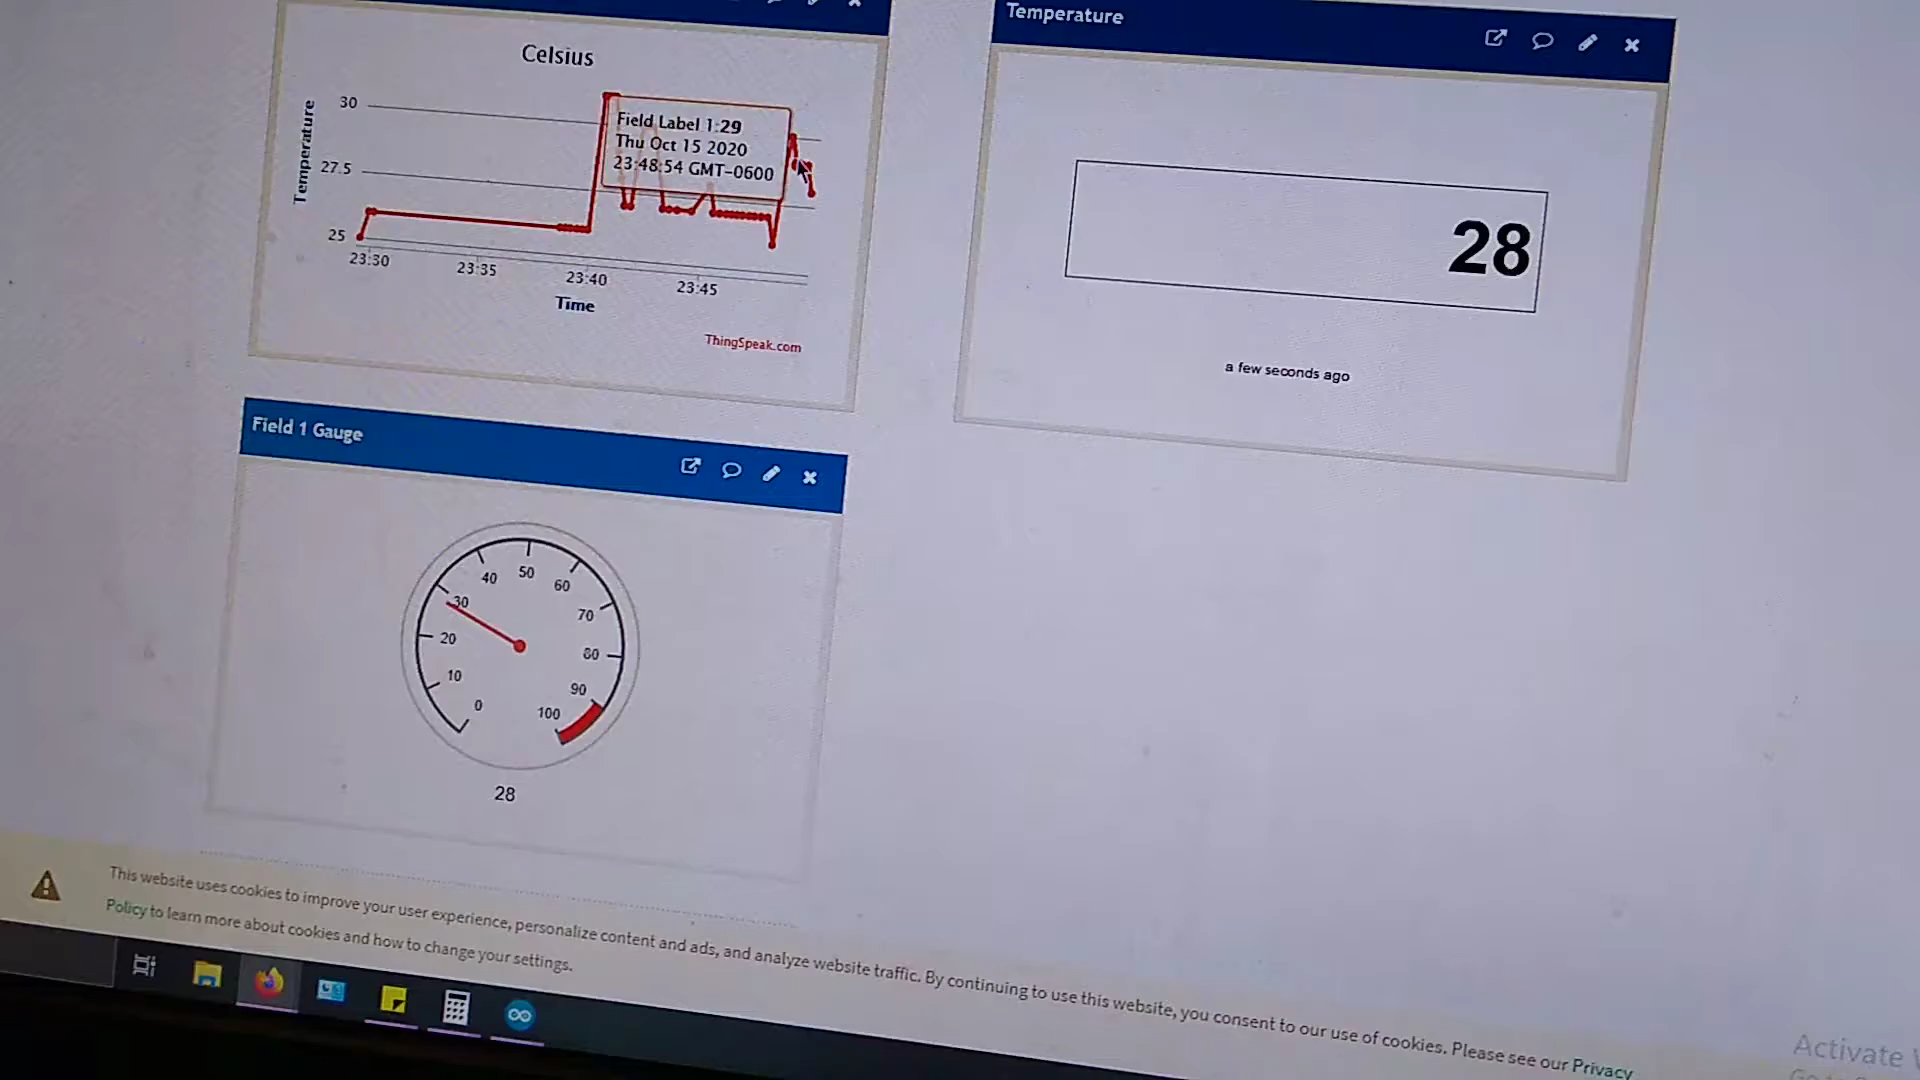 Celsius
Temperature
30
27.5
25
Field Label 1:29
Thu Oct 15 2020
23:48:54 GMT-0600
23:30
23:35
23:40
23:45
Time
ThingSpeak.com
Temperature
28
a few seconds ago
Field 1 Gauge
0
10
20
30
40
50
60
70
80
90
100
28
This website uses cookies to improve your user experience, personalize content and ads, and analyze website traffic. By continuing to use this website, you consent to our use of cookies. Please see our Privacy
Policy to learn more about cookies and how to change your settings.
Activate